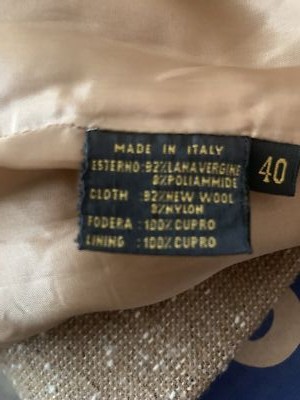 MADE IN ITALY
ESTERNO:92%LANAVERGINE
8%POLIAMMIDE
CLOTH :92%NEW WOOL
8%NYLON
FODERA :100%CUPRO
LINING :100%CUPRO
40